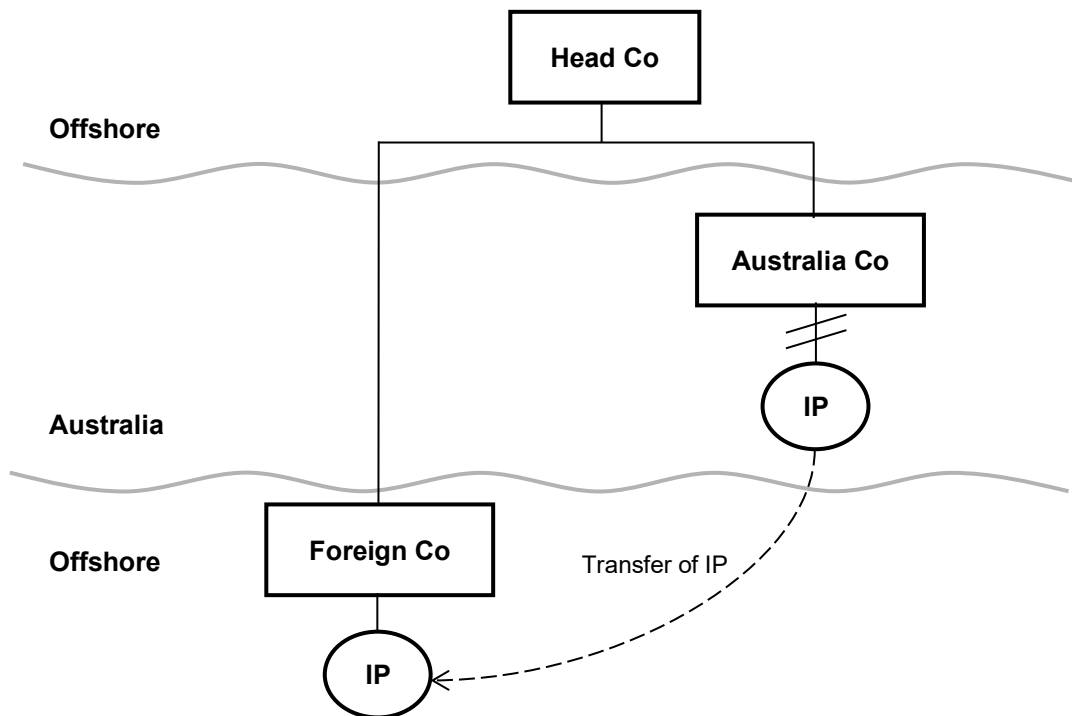 Head Co
Offshore
Australia Co
IP
Australia
Foreign Co
Offshore
Transfer of IP
IP